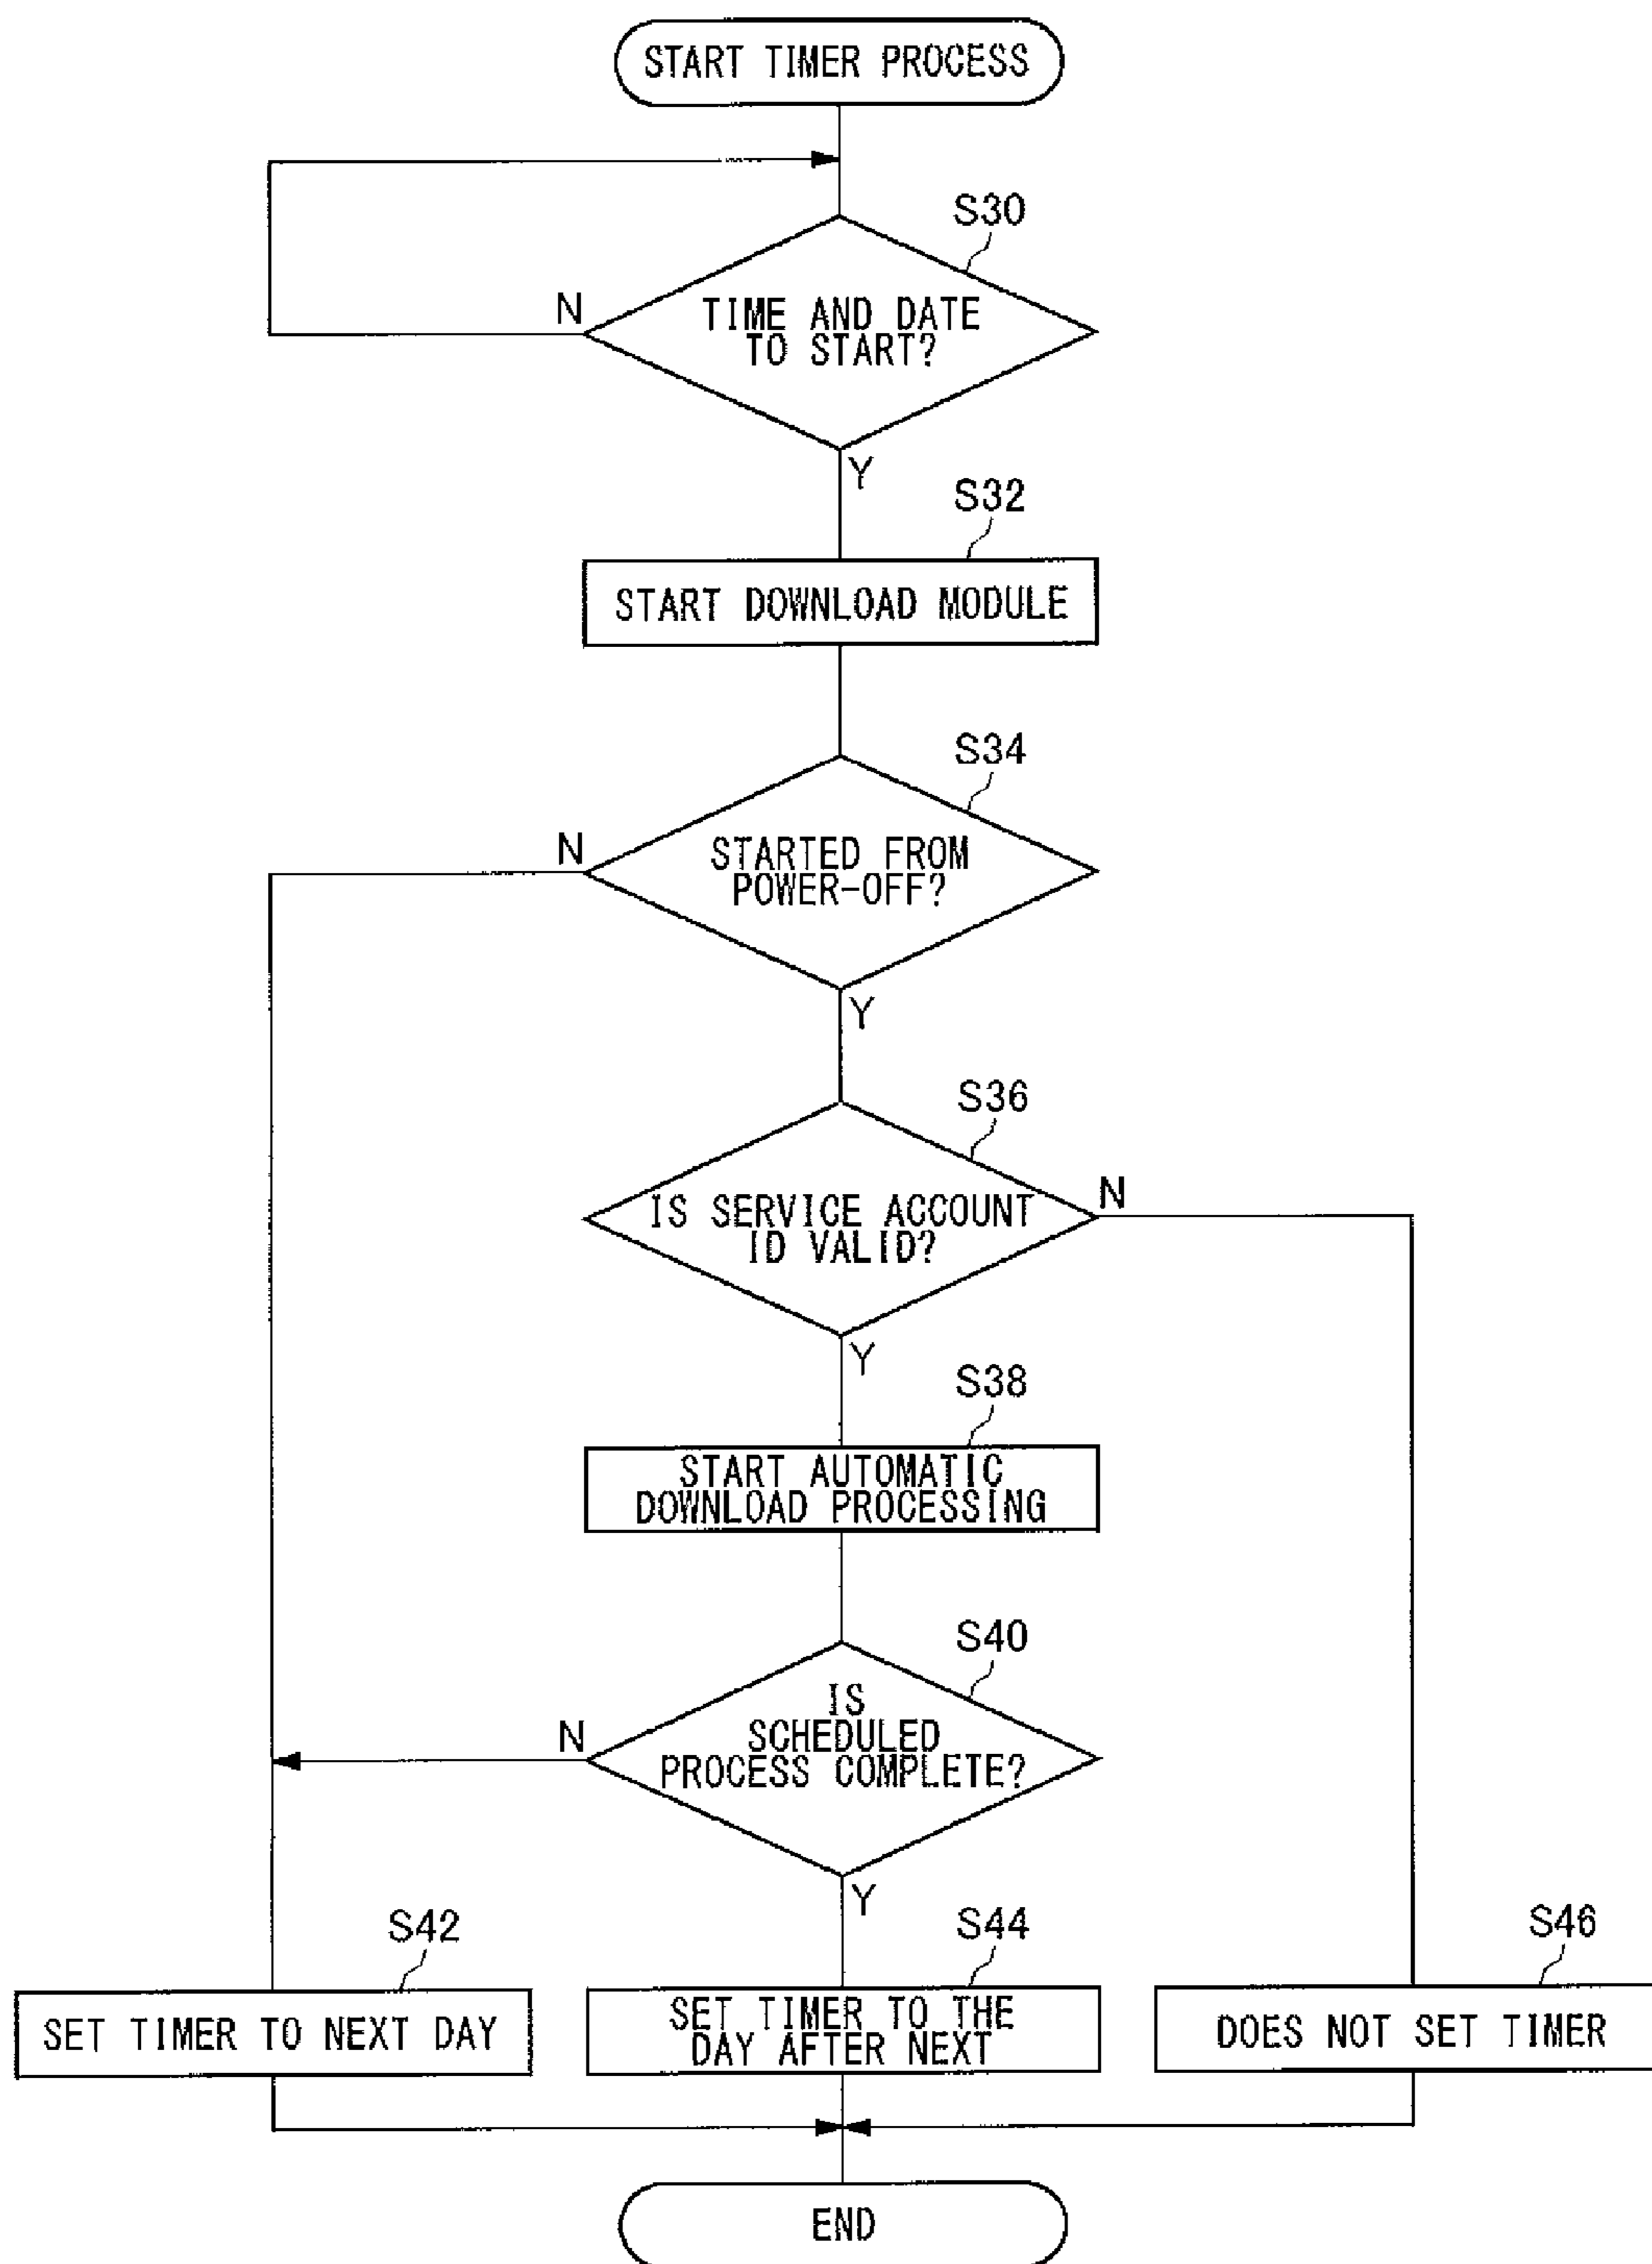 START TIMER PROCESS
S30
N
TIME AND DATE
TO START?
Y
S32
START DOWNLOAD MODULE
S34
N
STARTED FROM
POWER-OFF?
Y
S36
N
IS SERVICE ACCOUNT
ID VALID?
Y
S38
START AUTOMATIC
DOWNLOAD PROCESSING
S40
IS
N
SCHEDULED
PROCESS COMPLETE?
Y
S42
S44
S46
SET TIMER TO NEXT DAY
SET TIMER TO THE
DAY AFTER NEXT
DOES NOT SET TIMER
END